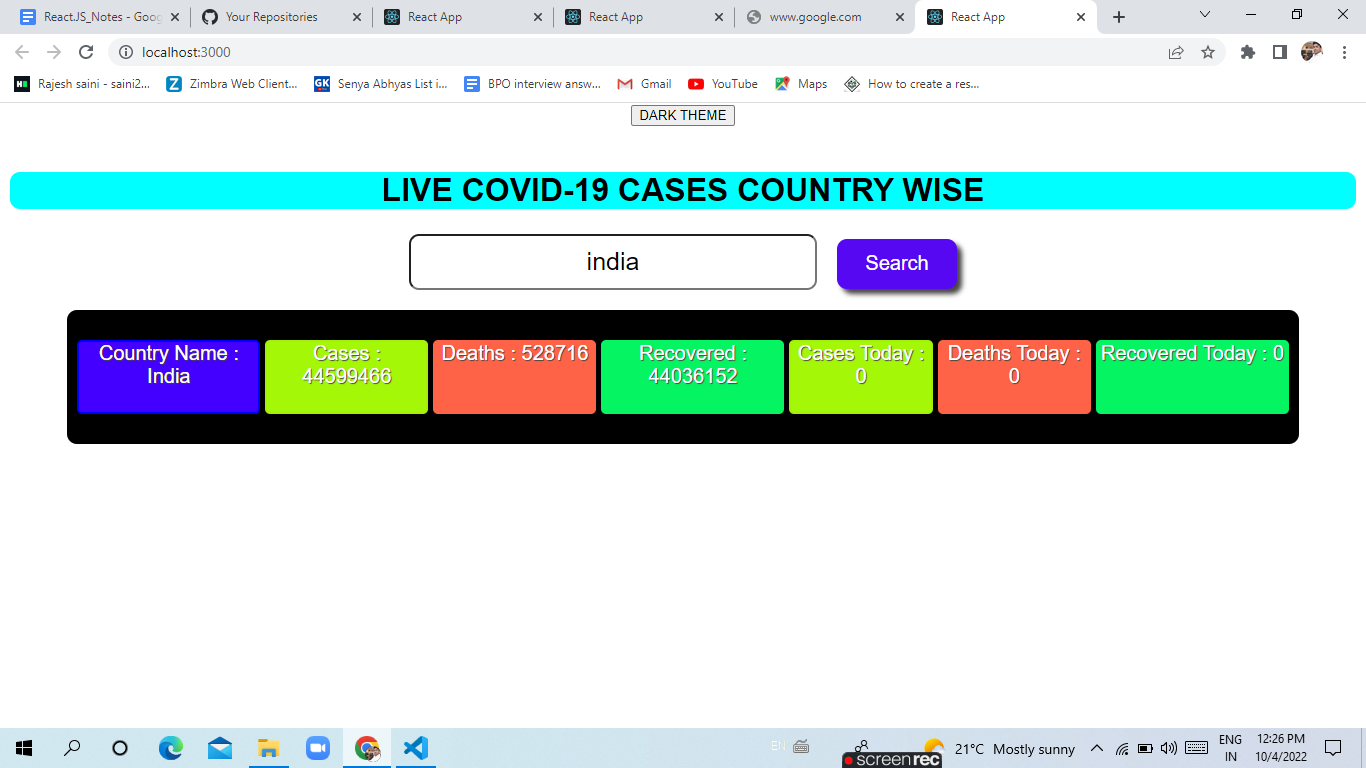 React.JS_Notes - Goog
Your Repositories
React App
React App
www.google.com
React App
localhost:3000
Rajesh saini - saini2...
Zimbra Web Client...
GK
Senya Abhyas List i...
BPO interview answ...
Gmail
YouTube
Maps
How to create a res...
DARK THEME
LIVE COVID-19 CASES COUNTRY WISE
india
Search
Country Name :
India
Cases :
44599466
Deaths : 528716
Recovered :
44036152
Cases Today :
0
Deaths Today :
0
Recovered Today : 0
EN
21°C Mostly sunny
ENG
IN
12:26 PM
10/4/2022
screenrec